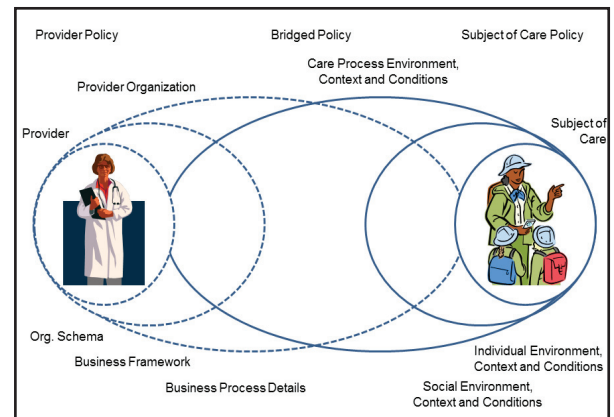 Provider Policy
Bridged Policy
Subject of Care Policy
Care Process Environment,
Context and Conditions
Provider Organization
Provider
Subject of
Care
Org. Schema
Business Framework
Business Process Details
Individual Environment,
Context and Conditions
Social Environment,
Context and Conditions